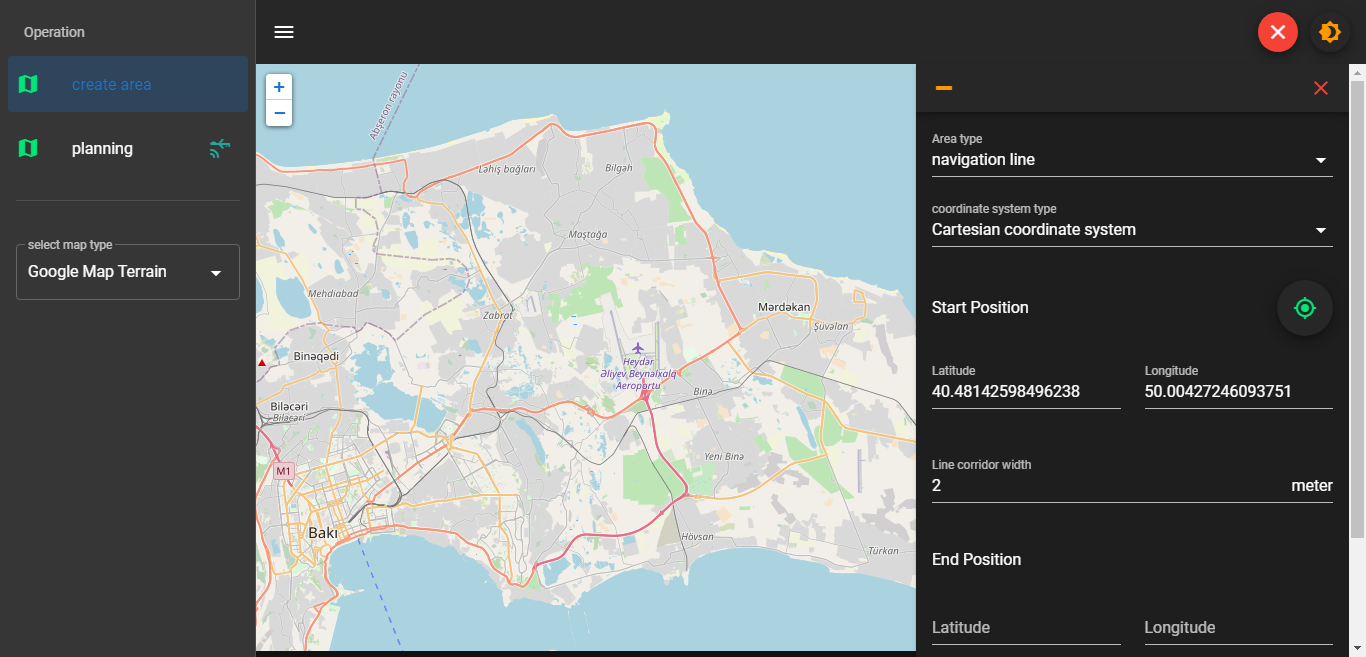 Operation
create area
planning
select map type
Google Map Terrain
+
−
Abşeron rayonu
Ləhiş bağları
Bilgəh
Maştağa
Mehdiabad
Zabrat
Mərdəkan
Şüvəlan
Binəqədi
Heydər
Əliyev Beynəlxalq
Aeroportu
Binə
Biləcəri
Biləcəri
Yeni Binə
M1
Bakı
Hövsan
Türkan
Area type
navigation line
coordinate system type
Cartesian coordinate system
Start Position
Latitude
Longitude
40.48142598496238
50.00427246093751
Line corridor width
2
meter
End Position
Latitude
Longitude